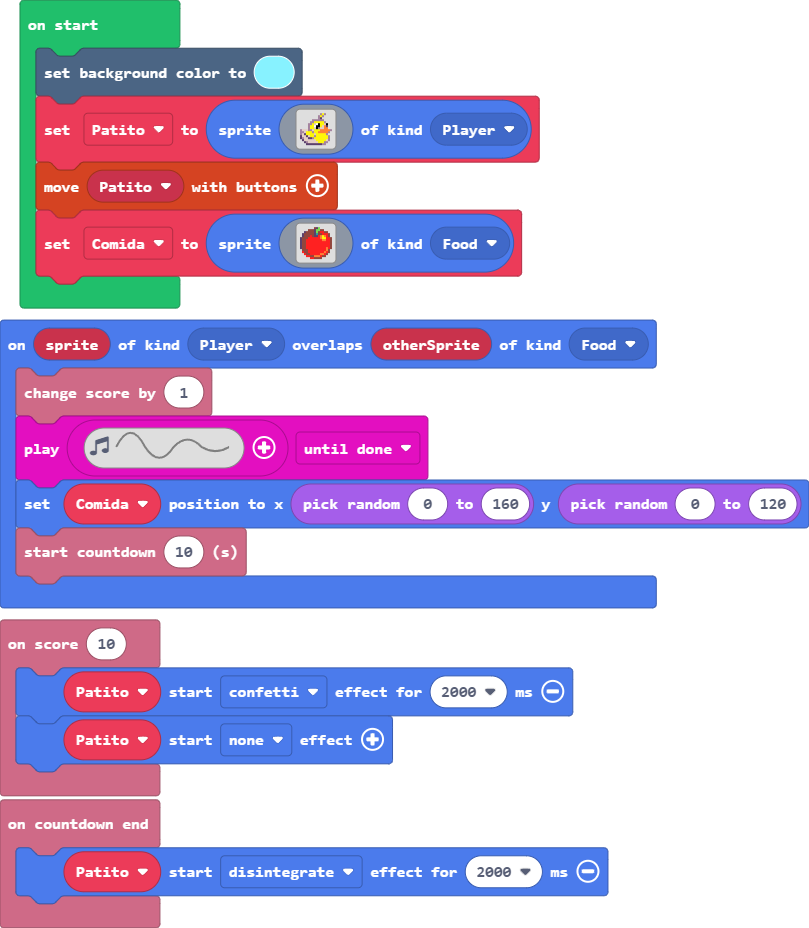 on start
set background color to
set Patito to sprite of kind Player
move Patito with buttons
set Comida to sprite of kind Food
on sprite of kind Player overlaps otherSprite of kind Food
change score by 1
play until done
set Comida position to x pick random 0 to 160 y pick random 0 to 120
start countdown 10 (s)
on score 10
Patito start confetti effect for 2000 ms
Patito start none effect
on countdown end
Patito start disintegrate effect for 2000 ms